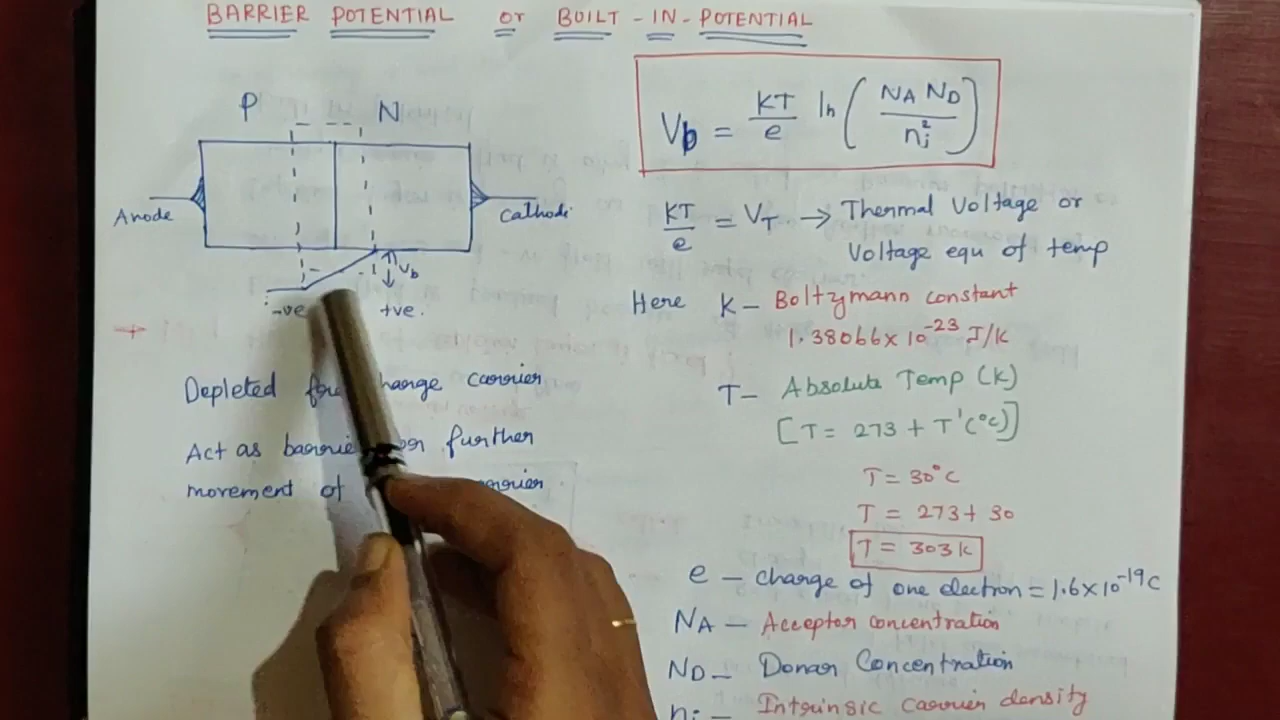 BARRIER POTENTIAL or BUILT-IN-POTENTIAL
P N
Anode
Cathode
Vb
-ve +ve.
Depleted charge carrier
Act as further
movement of
Vb = KT/e ln (NA ND / ni²)
KT/e = VT → Thermal Voltage or
Voltage equ of temp
Here K - Boltzmann constant
1.38066 x 10⁻²³ J/K
T - Absolute Temp (K)
[T = 273 + T'(°C)]
T = 30°C
T = 273 + 30
T = 303K
e - charge of one electron = 1.6 x 10⁻¹⁹C
NA - Acceptor concentration
ND - Donar Concentration
ni - Intrinsic carrier density